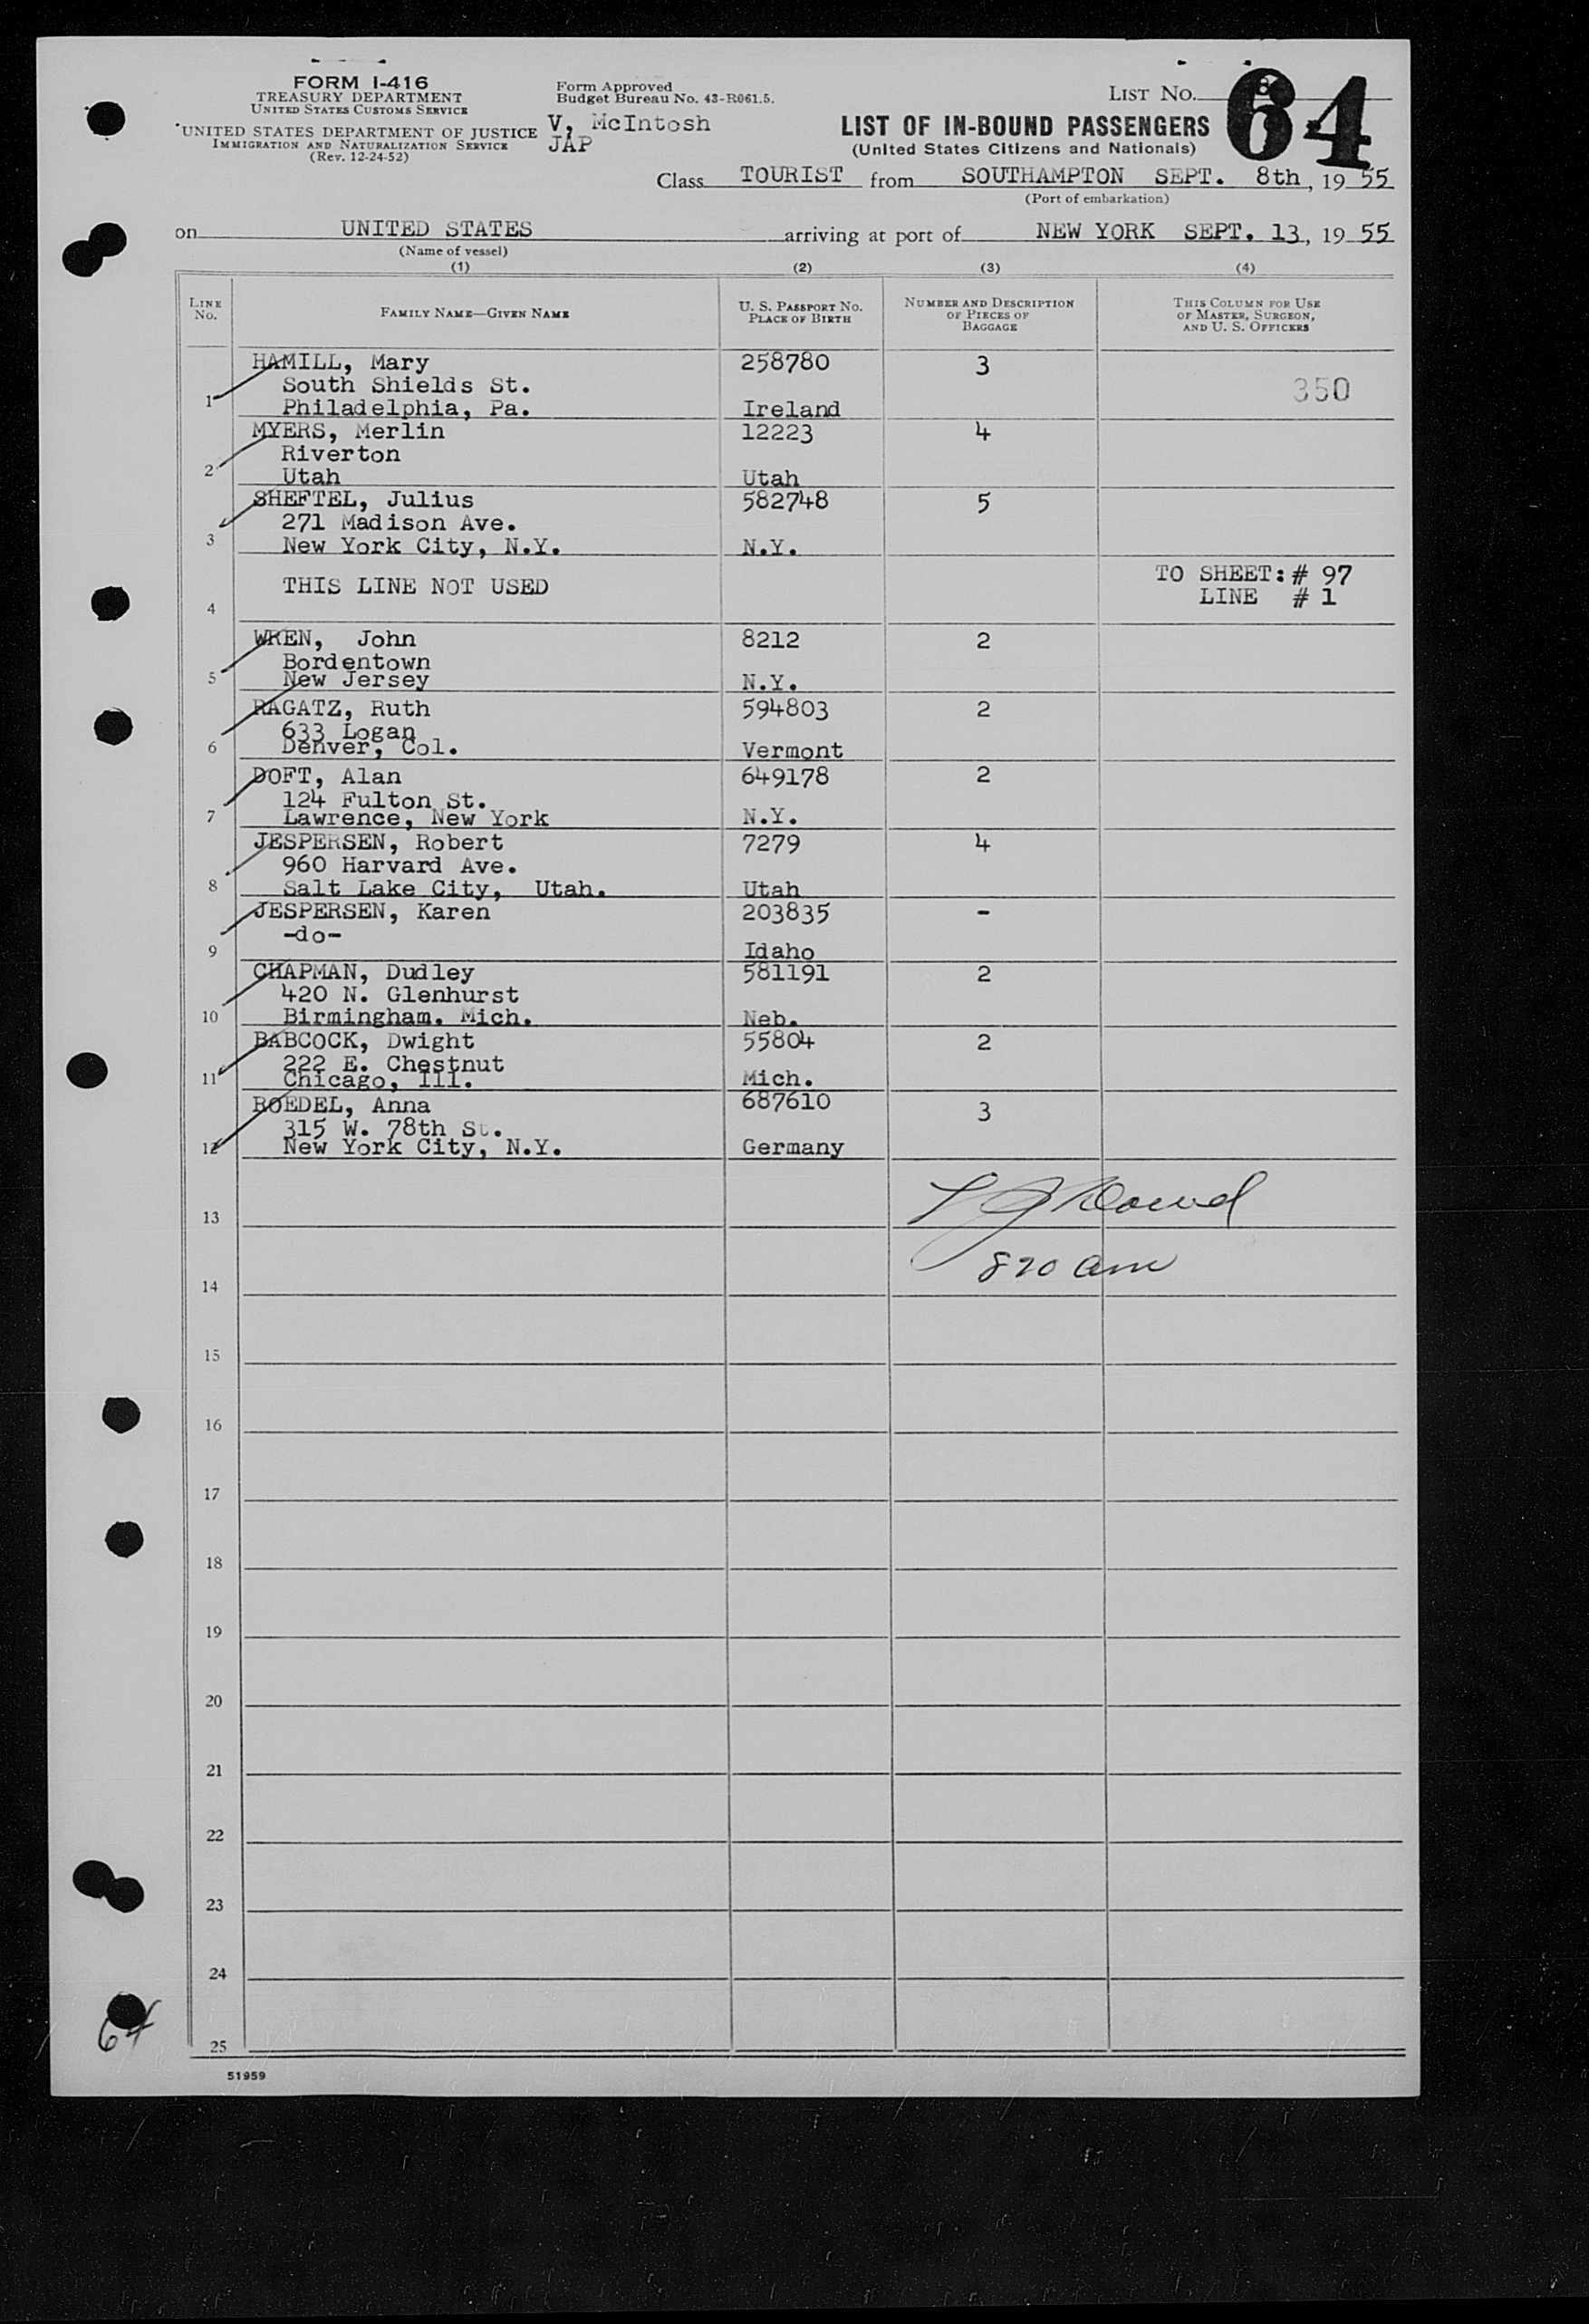 FORM I-416
TREASURY DEPARTMENT
UNITED STATES CUSTOMS SERVICE
UNITED STATES DEPARTMENT OF JUSTICE
IMMIGRATION AND NATURALIZATION SERVICE
(Rev. 12-24-52)
Form Approved
Budget Bureau No. 43-R061.5.
V, McIntosh
JAP
LIST No. 64
LIST OF IN-BOUND PASSENGERS
(United States Citizens and Nationals)
Class TOURIST from SOUTHAMPTON SEPT. 8th, 19 55
(Port of embarkation)
on UNITED STATES arriving at port of NEW YORK SEPT. 13, 19 55
(Name of vessel)
(1) (2) (3) (4)
LINE No. FAMILY NAME—GIVEN NAME U. S. PASSPORT No. PLACE OF BIRTH NUMBER AND DESCRIPTION OF PIECES OF BAGGAGE THIS COLUMN FOR USE OF MASTER, SURGEON, AND U. S. OFFICERS
HAMILL, Mary 258780 3
South Shields St. 350
1 Philadelphia, Pa. Ireland
MYERS, Merlin 12223 4
Riverton
2 Utah Utah
SHEFTEL, Julius 582748 5
271 Madison Ave.
3 New York City, N.Y. N.Y.
TO SHEET: # 97
THIS LINE NOT USED
LINE # 1
4
WREN, John 8212 2
Bordentown
5 New Jersey N.Y.
RAGATZ, Ruth 594803 2
633 Logan
6 Denver, Col. Vermont
DOFT, Alan 649178 2
124 Fulton St.
7 Lawrence, New York N.Y.
JESPERSEN, Robert 7279 4
960 Harvard Ave.
8 Salt Lake City, Utah. Utah
JESPERSEN, Karen 203835 -
-do-
9 Idaho
CHAPMAN, Dudley 581191 2
420 N. Glenhurst
10 Birmingham. Mich. Neb.
BABCOCK, Dwight 55804 2
222 E. Chestnut
11 Chicago, Ill. Mich.
ROEDEL, Anna 687610 3
315 W. 78th St.
12 New York City, N.Y. Germany
13
820 am
14
15
16
17
18
19
20
21
22
23
24
64
25
51959